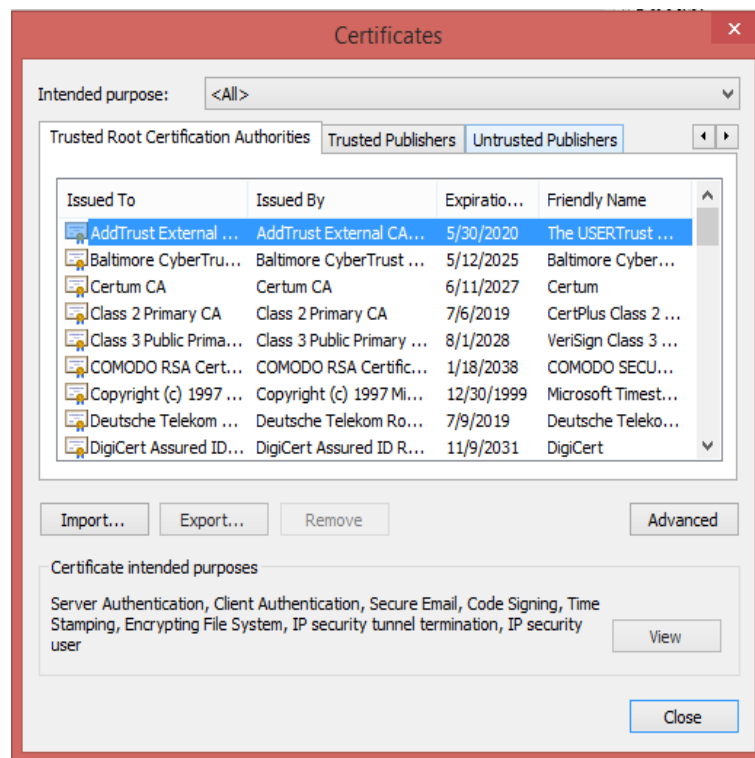 Certificates
x
Intended purpose: <All>
Trusted Root Certification Authorities Trusted Publishers Untrusted Publishers
Issued To Issued By Expiratio... Friendly Name
AddTrust External ... AddTrust External CA... 5/30/2020 The USERTrust ...
Baltimore CyberTru... Baltimore CyberTrust ... 5/12/2025 Baltimore Cyber...
Certum CA Certum CA 6/11/2027 Certum
Class 2 Primary CA Class 2 Primary CA 7/6/2019 CertPlus Class 2 ...
Class 3 Public Prima... Class 3 Public Primary ... 8/1/2028 VeriSign Class 3 ...
COMODO RSA Cert... COMODO RSA Certific... 1/18/2038 COMODO SECU...
Copyright (c) 1997 ... Copyright (c) 1997 Mi... 12/30/1999 Microsoft Timest...
Deutsche Telekom ... Deutsche Telekom Ro... 7/9/2019 Deutsche Teleko...
DigiCert Assured ID... DigiCert Assured ID R... 11/9/2031 DigiCert
Import... Export... Remove Advanced
Certificate intended purposes
Server Authentication, Client Authentication, Secure Email, Code Signing, Time
Stamping, Encrypting File System, IP security tunnel termination, IP security
user
View
Close